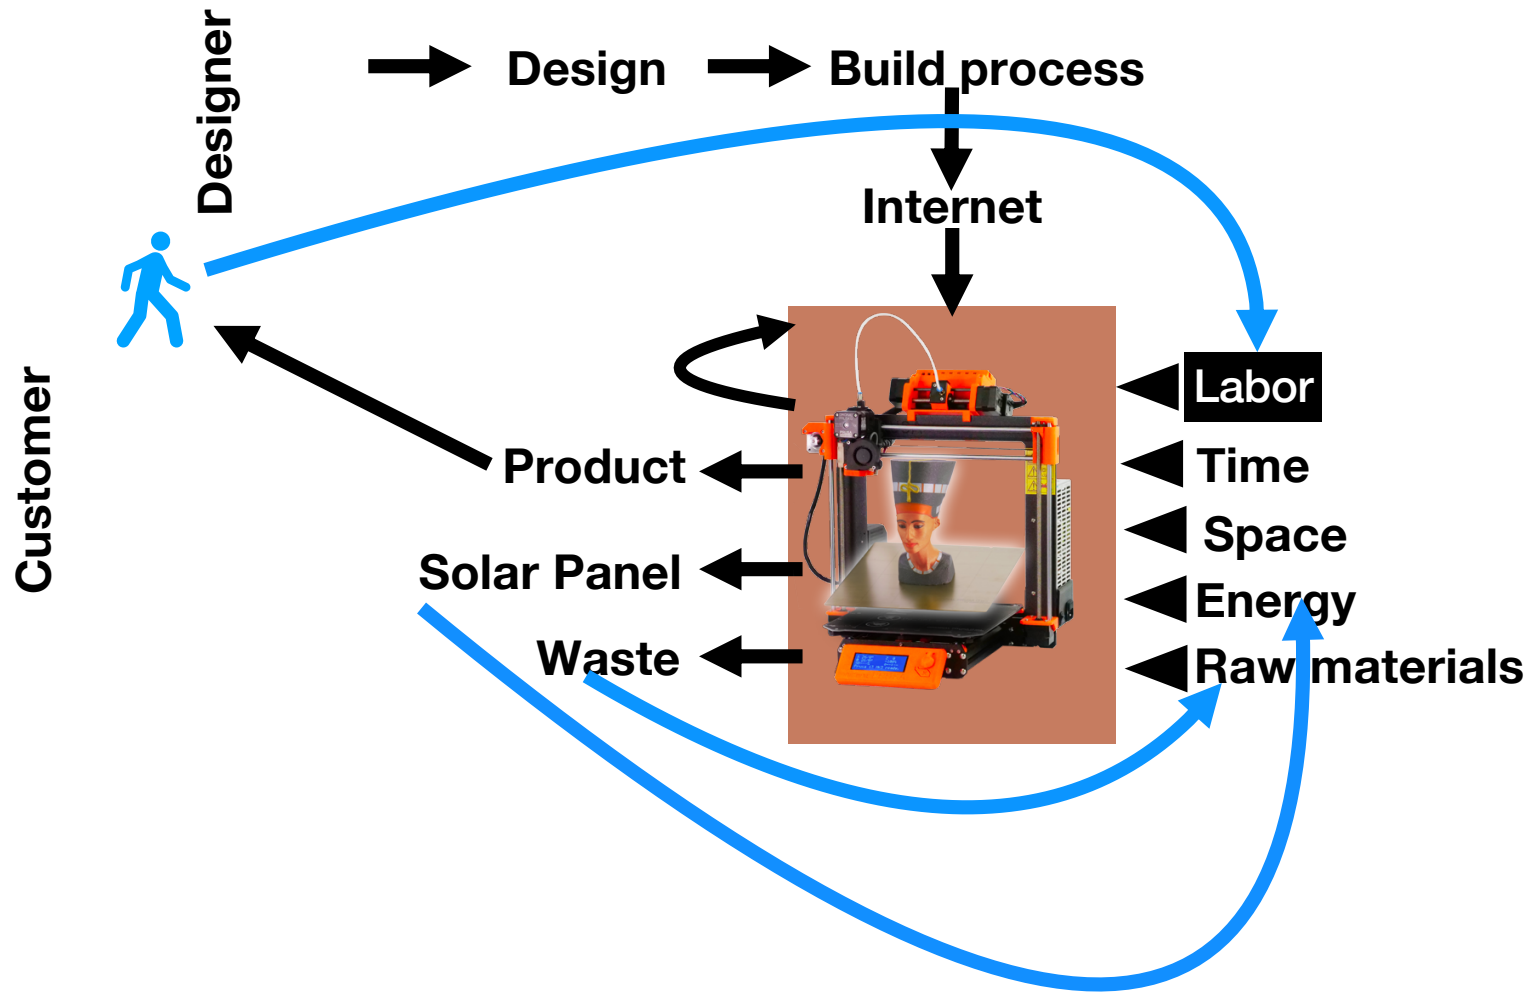 Designer
Design
Build process
Internet
Labor
Customer
Product
Time
Space
Solar Panel
Energy
Waste
Raw materials